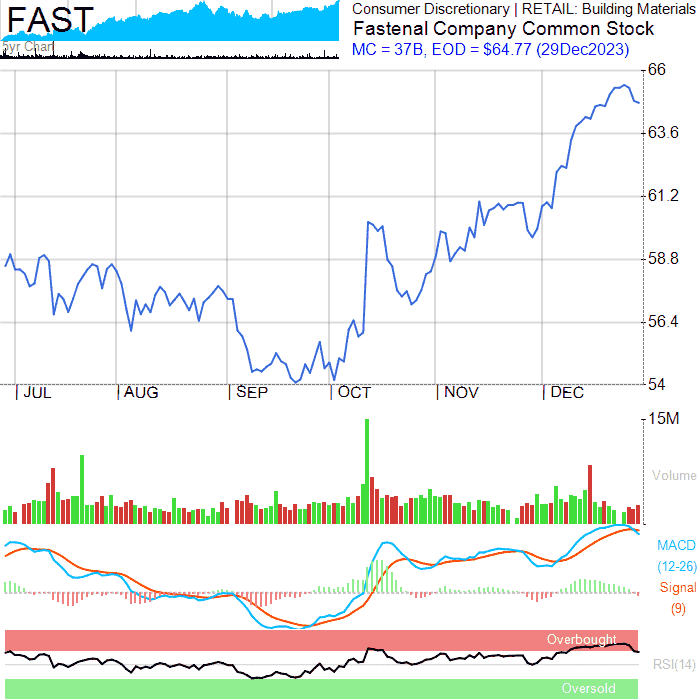 FAST
5yr Chart
Consumer Discretionary | RETAIL: Building Materials
Fastenal Company Common Stock
MC = 37B, EOD = $64.77 (29Dec2023)
66
63.6
61.2
58.8
56.4
54
JUL
AUG
SEP
OCT
NOV
DEC
15M
Volume
MACD
(12-26)
Signal
(9)
Overbought
RSI(14)
Oversold